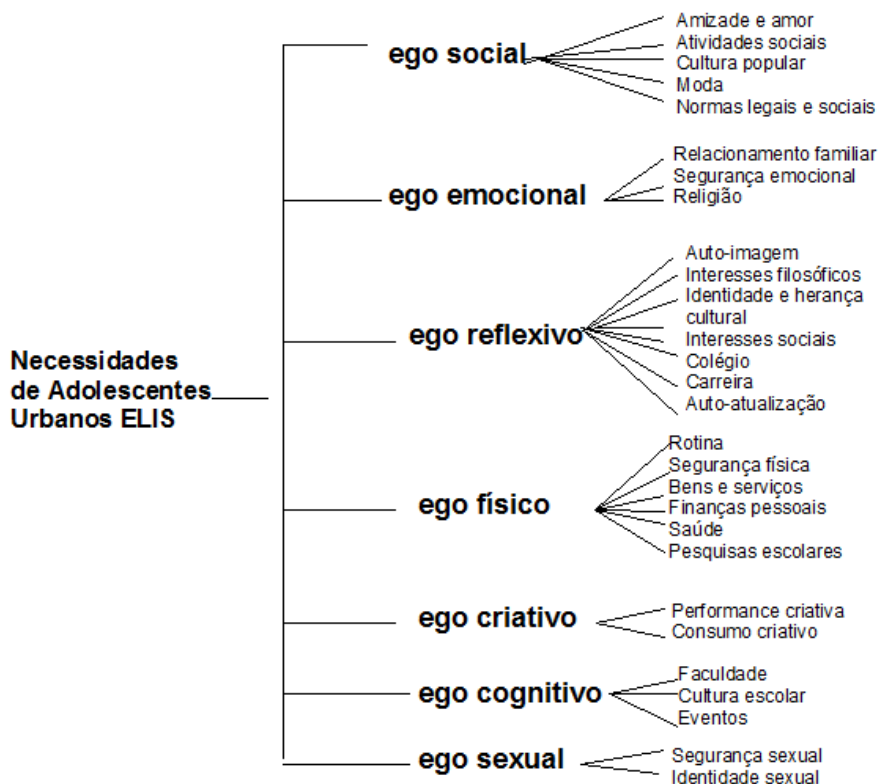 Necessidades
de Adolescentes
Urbanos ELIS
ego social
Amizade e amor
Atividades sociais
Cultura popular
Moda
Normas legais e sociais
ego emocional
Relacionamento familiar
Segurança emocional
Religião
ego reflexivo
Auto-imagem
Interesses filosóficos
Identidade e herança
cultural
Interesses sociais
Colégio
Carreira
Auto-atualização
ego físico
Rotina
Segurança física
Bens e serviços
Finanças pessoais
Saúde
Pesquisas escolares
ego criativo
Performance criativa
Consumo criativo
ego cognitivo
Faculdade
Cultura escolar
Eventos
ego sexual
Segurança sexual
Identidade sexual